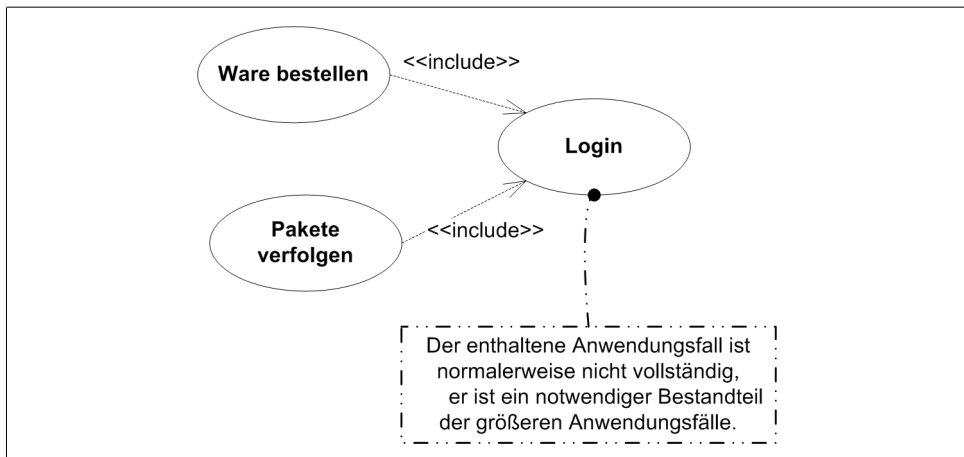 Ware bestellen
<<include>>
Login
Pakete
verfolgen
<<include>>
Der enthaltene Anwendungsfall ist
normalerweise nicht vollständig,
er ist ein notwendiger Bestandteil
der größeren Anwendungsfälle.